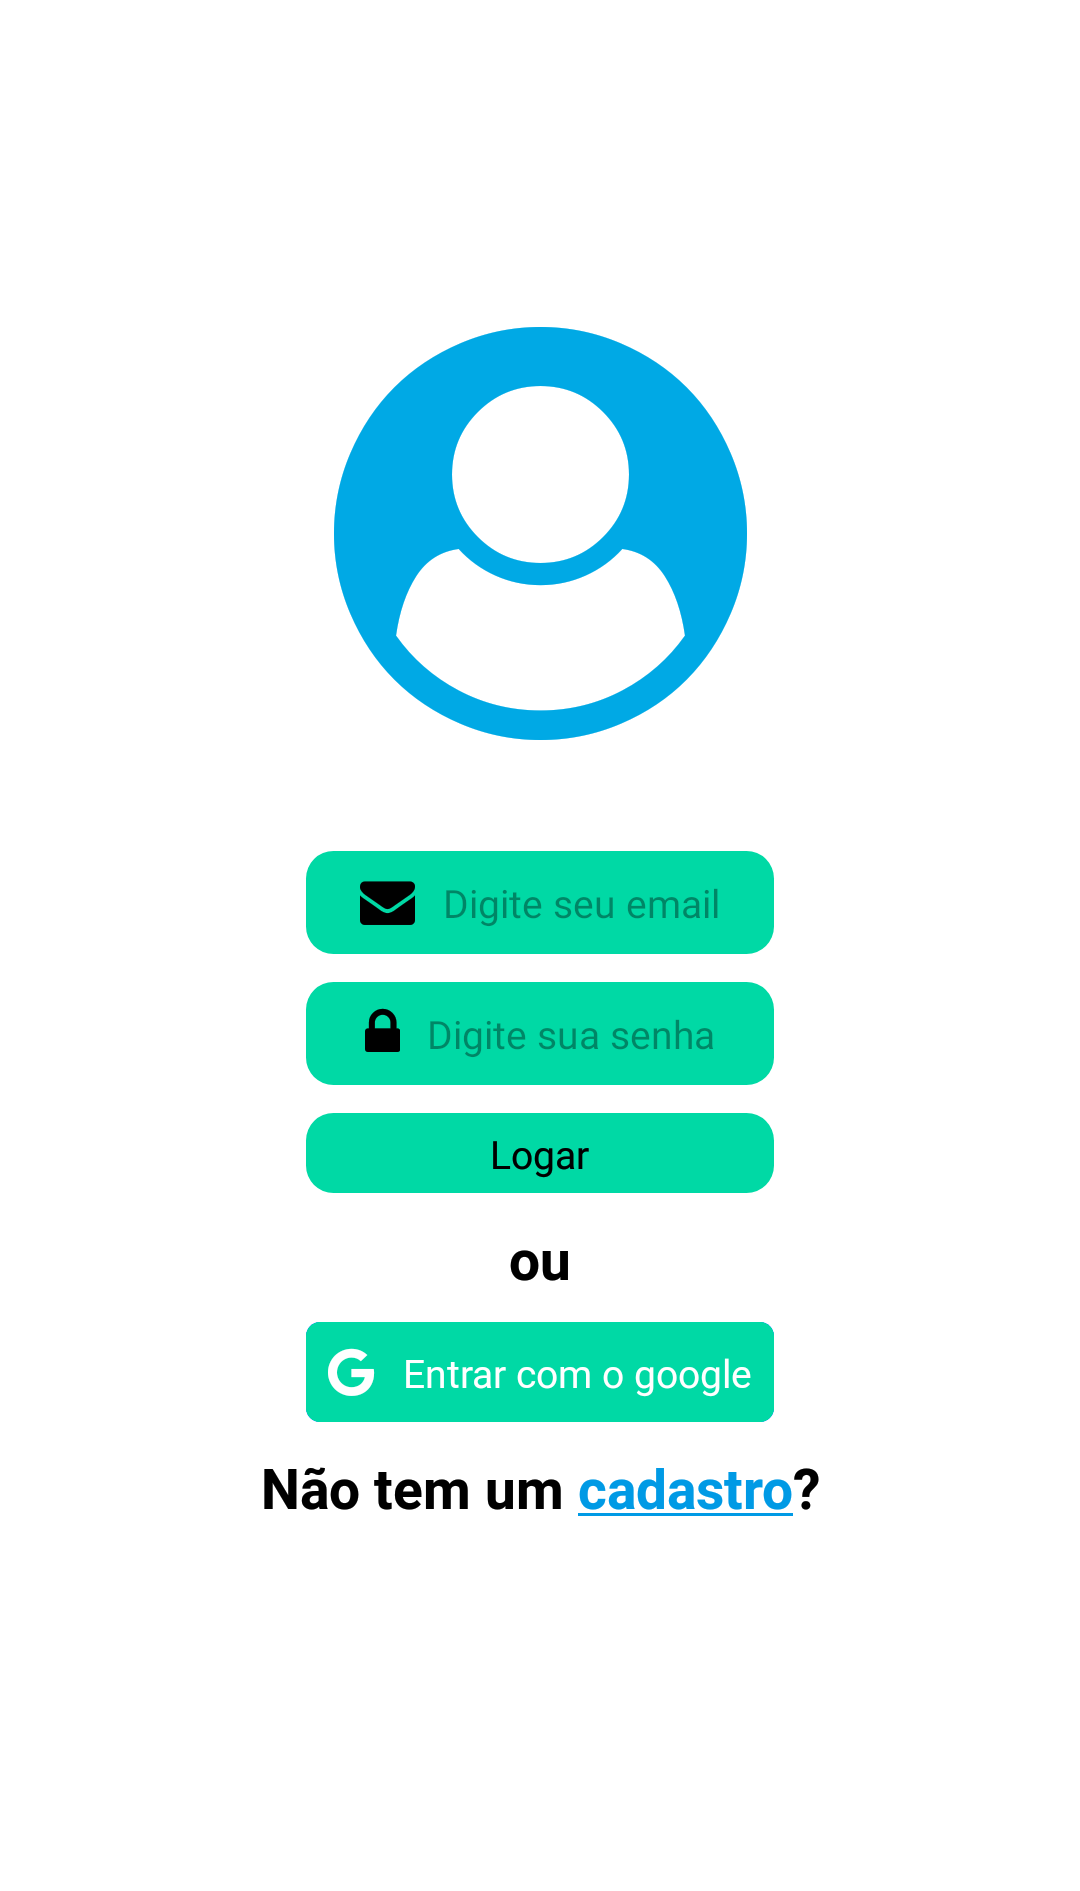 Digite seu email
Digite sua senha
Logar
ou
Entrar com o google
Não tem um cadastro?